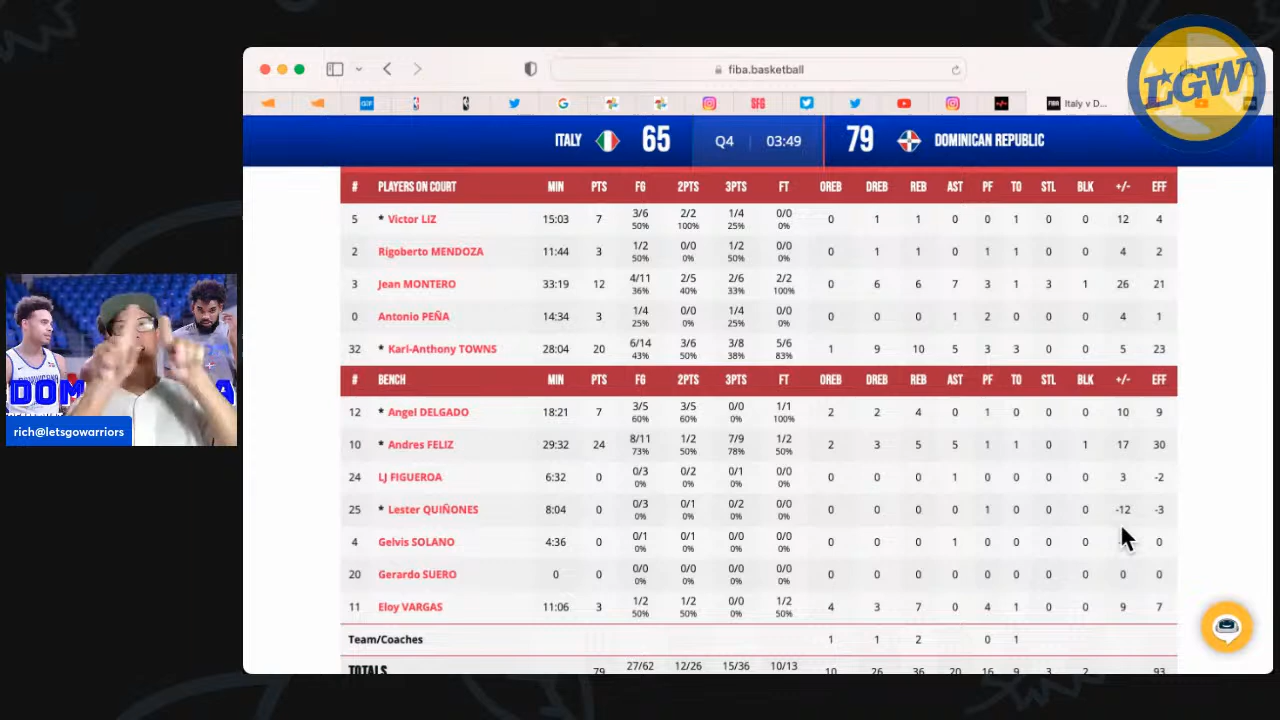 LGW
fiba.basketball
GSW
SFG
FIBA Italy v D...
ITALY 65 Q4 03:49 79 DOMINICAN REPUBLIC
# PLAYERS ON COURT MIN PTS FG 2PTS 3PTS FT OREB DREB REB AST PF TO STL BLK +/- EFF
5 * Victor LIZ 15:03 7 3/6 2/2 1/4 0/0 0 1 1 0 0 1 0 0 12 4
50% 100% 25% 0%
2 Rigoberto MENDOZA 11:44 3 1/2 0/0 1/2 0/0 0 1 1 0 1 1 0 0 4 2
50% 0% 50% 0%
3 Jean MONTERO 33:19 12 4/11 2/5 2/6 2/2 0 6 6 7 3 1 3 1 26 21
36% 40% 33% 100%
0 Antonio PEÑA 14:34 3 1/4 0/0 1/4 0/0 0 0 0 1 2 0 0 0 4 1
25% 0% 25% 0%
32 * Karl-Anthony TOWNS 28:04 20 6/14 3/6 3/8 5/6 1 9 10 5 3 3 0 0 5 23
43% 50% 38% 83%
# BENCH MIN PTS FG 2PTS 3PTS FT OREB DREB REB AST PF TO STL BLK +/- EFF
12 * Angel DELGADO 18:21 7 3/5 3/5 0/0 1/1 2 2 4 0 1 0 0 0 10 9
60% 60% 0% 100%
10 * Andres FELIZ 29:32 24 8/11 1/2 7/9 1/2 2 3 5 5 1 1 0 1 17 30
73% 50% 78% 50%
24 LJ FIGUEROA 6:32 0 0/3 0/2 0/1 0/0 0 0 0 1 0 0 0 0 3 -2
0% 0% 0% 0%
25 * Lester QUIÑONES 8:04 0 0/3 0/1 0/2 0/0 0 0 0 0 1 0 0 0 -12 -3
0% 0% 0% 0%
4 Gelvis SOLANO 4:36 0 0/1 0/1 0/0 0/0 0 0 0 1 0 0 0 0 0
0% 0% 0% 0%
20 Gerardo SUERO 0 0 0/0 0/0 0/0 0/0 0 0 0 0 0 0 0 0 0 0
0% 0% 0% 0%
11 Eloy VARGAS 11:06 3 1/2 1/2 0/0 1/2 4 3 7 0 4 1 0 0 9 7
50% 50% 0% 50%
Team/Coaches 1 1 2 0 1
TOTALS 79 27/62 12/26 15/36 10/13 10 26 36 20 16 9 3 2 93
DOM A
rich@letsgowarriors